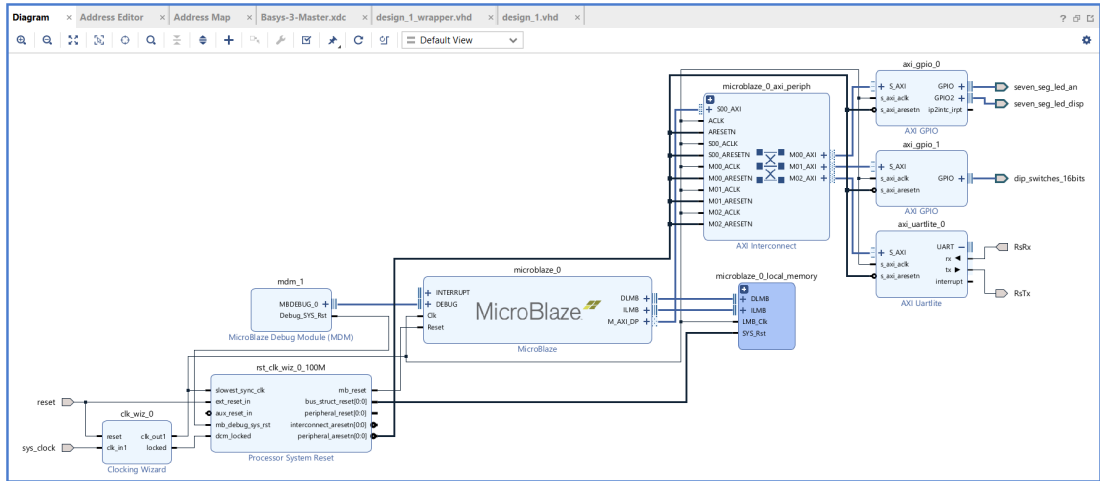 Diagram × Address Editor × Address Map × Basys-3-Master.xdc × design_1_wrapper.vhd × design_1.vhd ×
Default View
axi_gpio_0
S_AXI GPIO
s_axi_aclk GPIO2
s_axi_aresetn ip2intc_irpt
AXI GPIO
seven_seg_led_an
seven_seg_led_disp
microblaze_0_axi_periph
S00_AXI
ACLK
ARESETN
S00_ACLK
S00_ARESETN M00_AXI
M00_ACLK M01_AXI
M00_ARESETN M02_AXI
M01_ACLK
M01_ARESETN
M02_ACLK
M02_ARESETN
AXI Interconnect
axi_gpio_1
S_AXI
s_axi_aclk GPIO
s_axi_aresetn
AXI GPIO
dip_switches_16bits
axi_uartlite_0
UART
S_AXI rx
s_axi_aclk tx
s_axi_aresetn interrupt
AXI Uartlite
RsRx
RsTx
mdm_1
MBDEBUG_0
Debug_SYS_Rst
MicroBlaze Debug Module (MDM)
microblaze_0
INTERRUPT
DEBUG DLMB
Clk ILMB
Reset M_AXI_DP
MicroBlaze
MicroBlaze
microblaze_0_local_memory
DLMB
ILMB
LMB_Clk
SYS_Rst
rst_clk_wiz_0_100M
slowest_sync_clk mb_reset
ext_reset_in bus_struct_reset[0:0]
aux_reset_in peripheral_reset[0:0]
mb_debug_sys_rst interconnect_aresetn[0:0]
dcm_locked peripheral_aresetn[0:0]
Processor System Reset
reset
sys_clock
clk_wiz_0
reset clk_out1
clk_in1 locked
Clocking Wizard